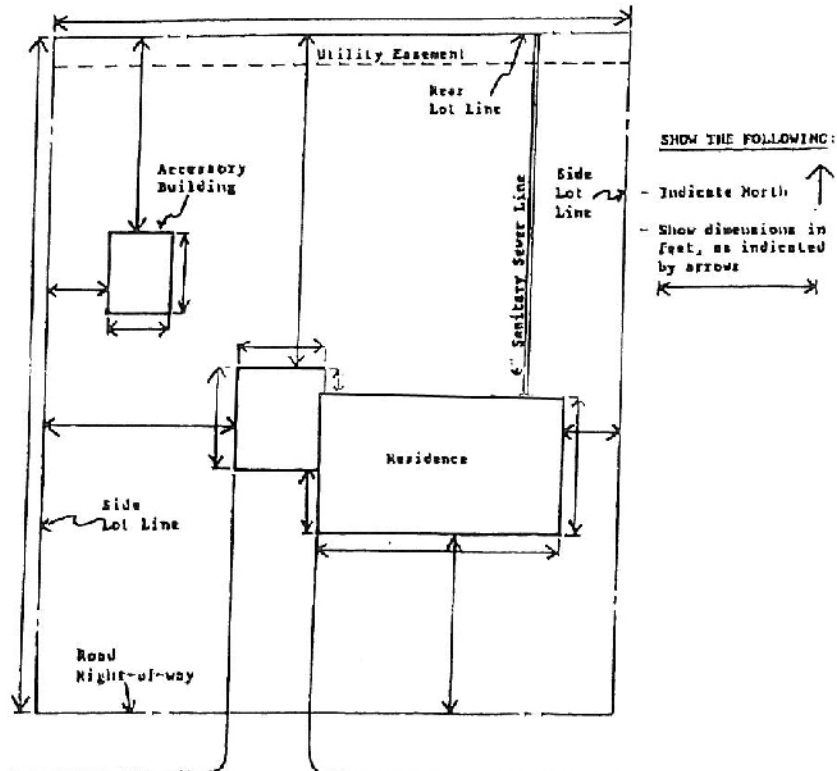 Utility Easement
Rear
Lot Line
SHOW THE FOLLOWING:
Accessory
Building
Side
Lot
Line
- Indicate North
- Show dimensions in
feet, as indicated
by arrows
6" Sanitary Sewer Line
Residence
Side
Lot Line
Road
Right-of-way